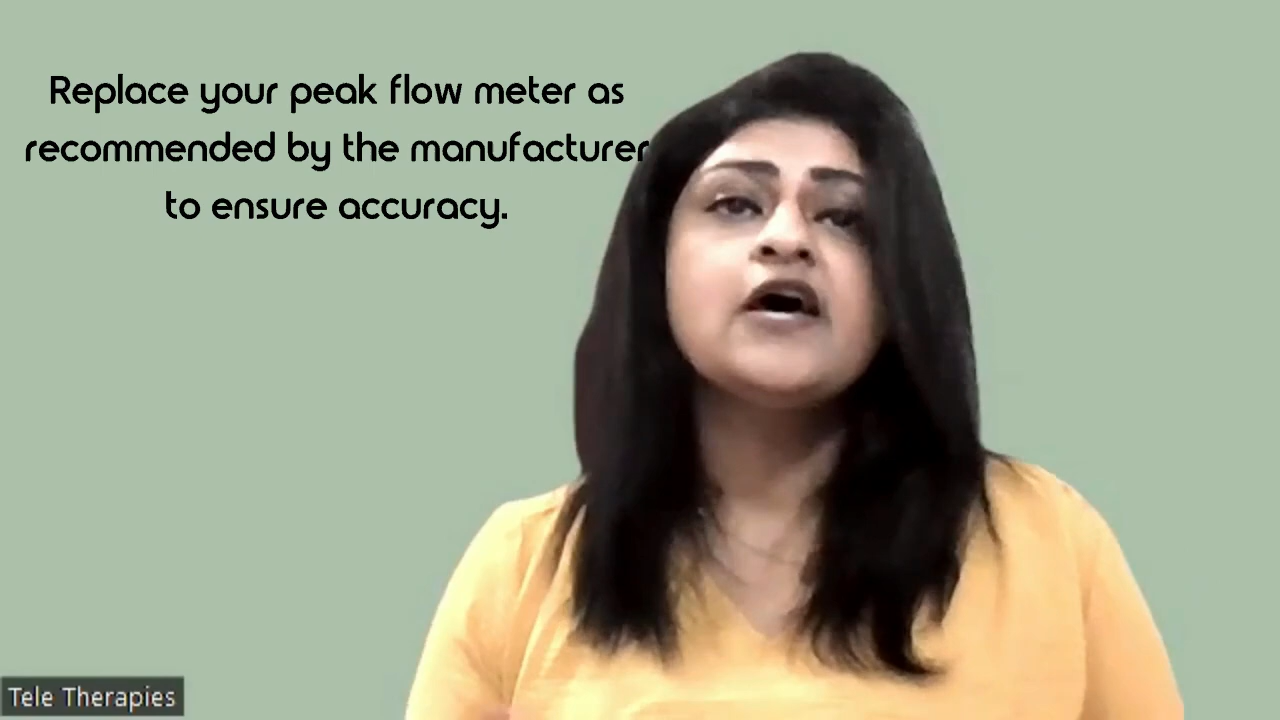 Replace your peak flow meter as
recommended by the manufacturer
to ensure accuracy.
Tele Therapies